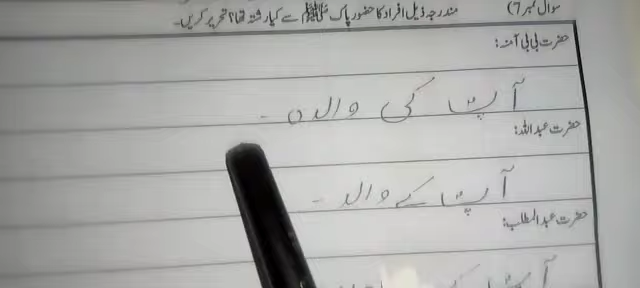 سوال نمبر 7) مندرجہ ذیل افراد کا حضور پاک ﷺ سے کیا رشتہ تھا؟ تحریر کریں۔
حضرت بی بی آمنہ:
آپؐ کی والدہ ۔
حضرت عبداللہ:
آپؐ کے والد ۔
حضرت عبدالمطلب:
آپؐ